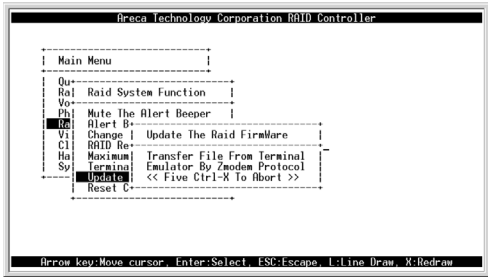 Areca Technology Corporation RAID Controller
Main Menu
Qu
Ra Raid System Function
Vo
Ph Mute The Alert Beeper
Ra Alert B
Vi Change Update The Raid FirmWare
Cl RAID Re
Ha Maximum Transfer File From Terminal
Sy Termina Emulator By Zmodem Protocol
Update << Five Ctrl-X To Abort >>
Reset C
Arrow key:Move cursor, Enter:Select, ESC:Escape, L:Line Draw, X:Redraw